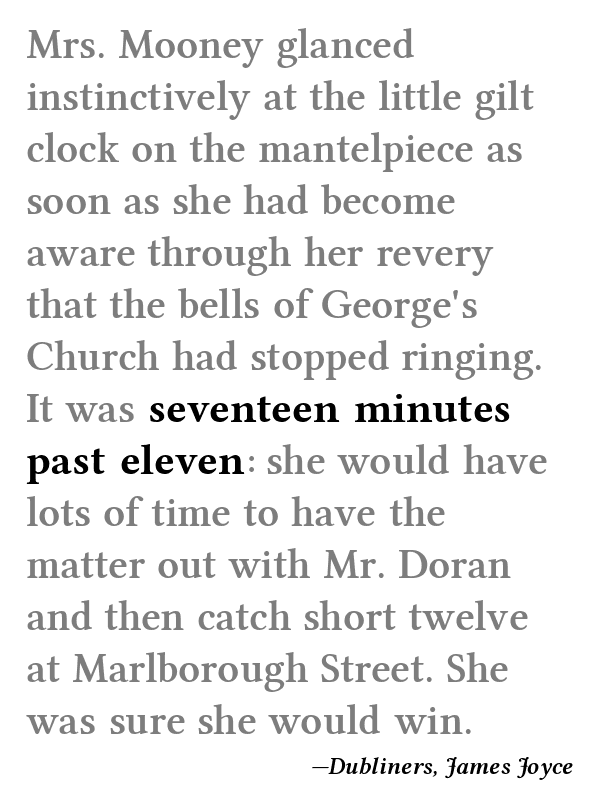 Mrs. Mooney glanced
instinctively at the little gilt
clock on the mantelpiece as
soon as she had become
aware through her revery
that the bells of George's
Church had stopped ringing.
It was seventeen minutes
past eleven: she would have
lots of time to have the
matter out with Mr. Doran
and then catch short twelve
at Marlborough Street. She
was sure she would win.
—Dubliners, James Joyce